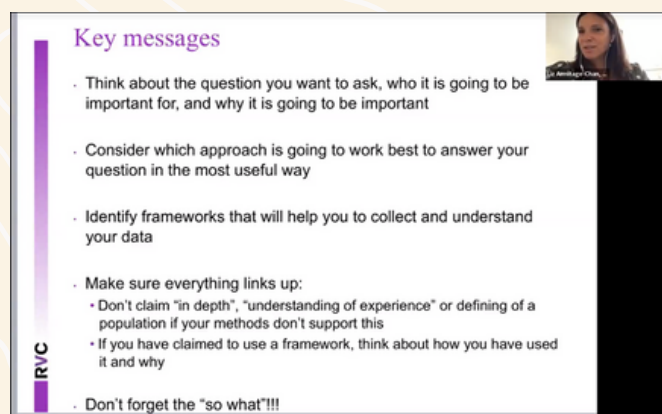 Key messages
Liz Armitage-Chan, ...
· Think about the question you want to ask, who it is going to be
important for, and why it is going to be important
· Consider which approach is going to work best to answer your
question in the most useful way
· Identify frameworks that will help you to collect and understand
your data
· Make sure everything links up:
• Don't claim "in depth", "understanding of experience" or defining of a
population if your methods don't support this
• If you have claimed to use a framework, think about how you have used
it and why
· Don't forget the "so what"!!!
RVC